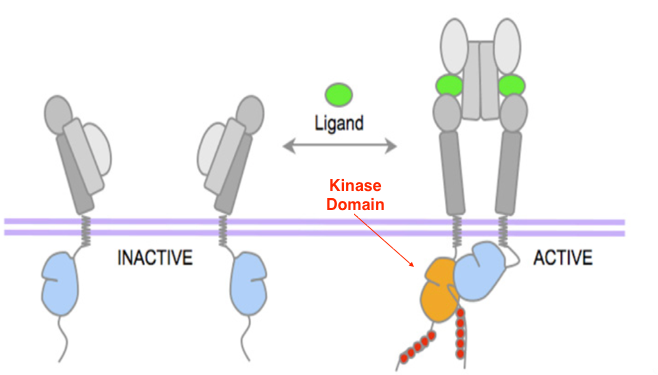 Ligand
Kinase
Domain
INACTIVE
ACTIVE